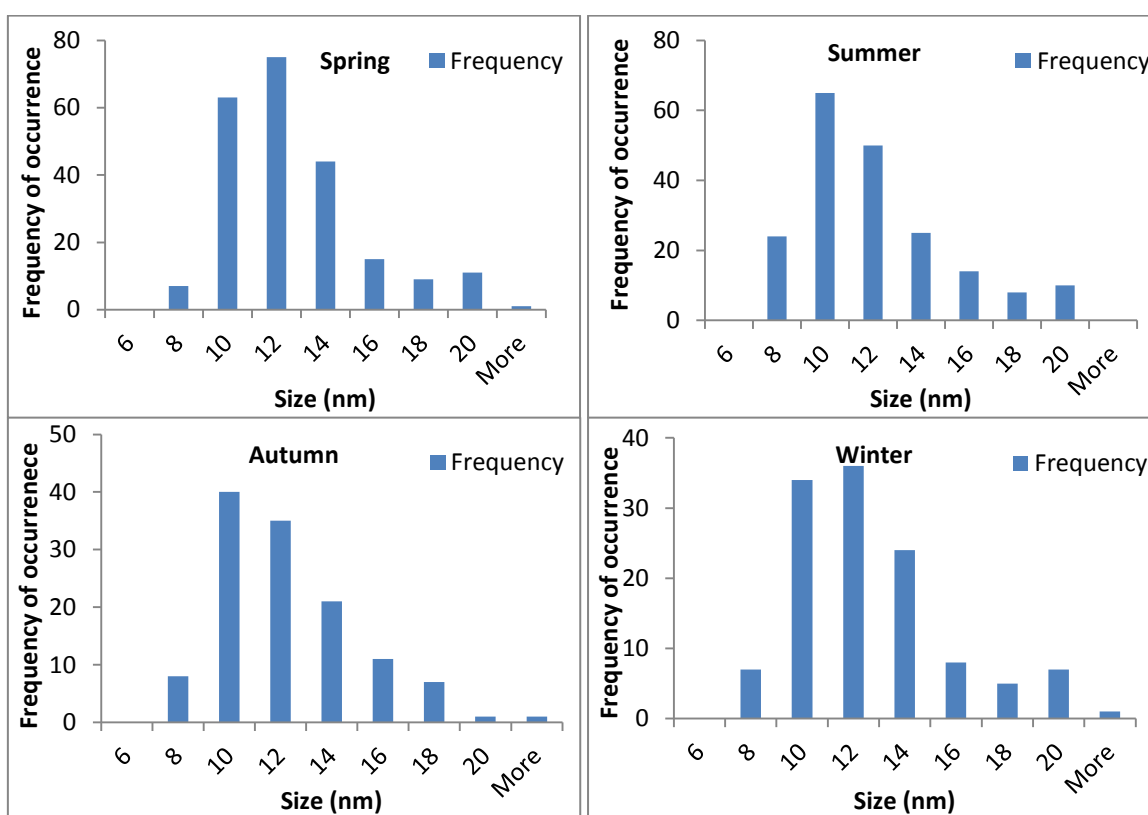 Spring
Frequency
Frequency of occurrence
80
60
40
20
0
6 8 10 12 14 16 18 20 More
Size (nm)
Summer
Frequency
Frequency of occurrence
80
60
40
20
0
6 8 10 12 14 16 18 20 More
Size (nm)
Autumn
Frequency
Frequency of occurrenece
50
40
30
20
10
0
6 8 10 12 14 16 18 20 More
Size (nm)
Winter
Frequency
Frequency of occurrence
40
30
20
10
0
6 8 10 12 14 16 18 20 More
Size (nm)